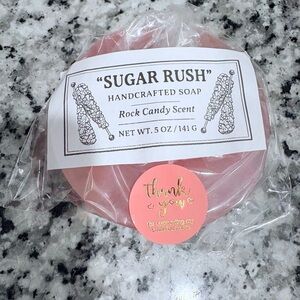 "SUGAR RUSH"
HANDCRAFTED SOAP
Rock Candy Scent
NET WT. 5 OZ/141 G
Thank
you